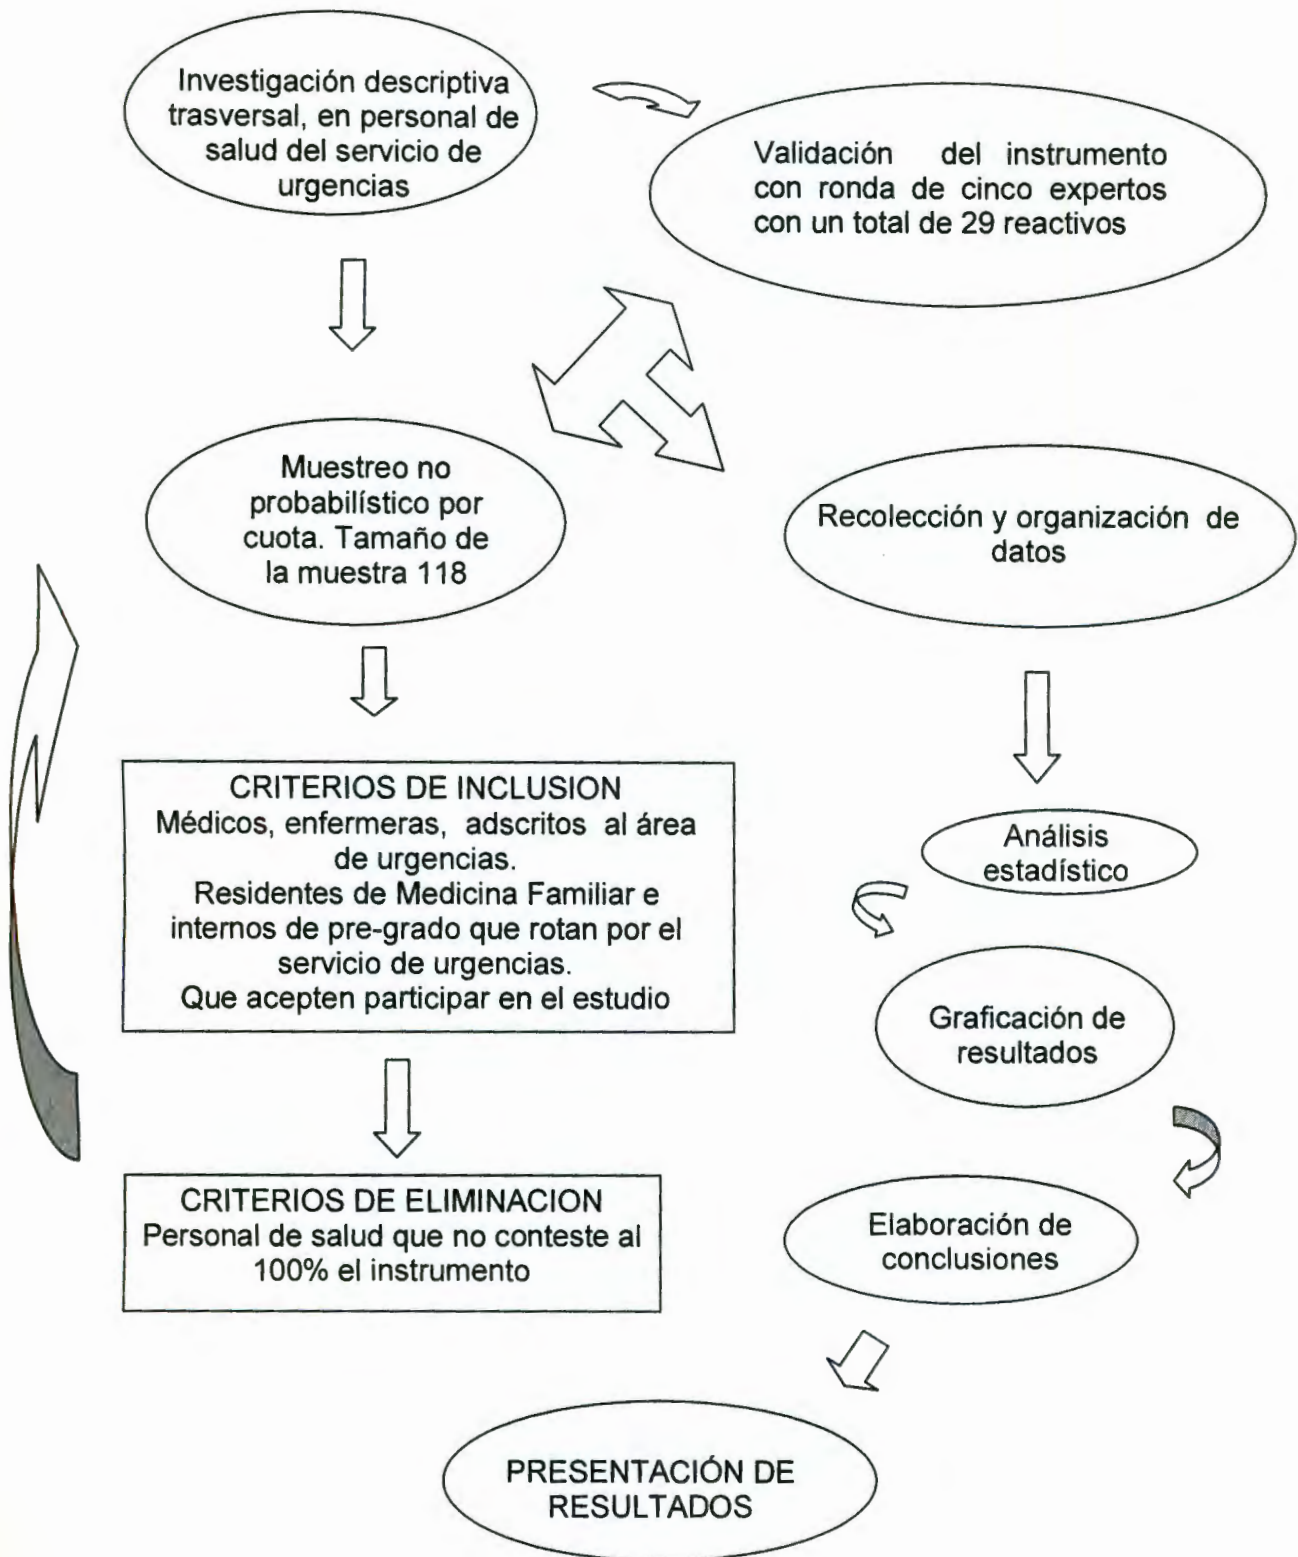 Investigación descriptiva
trasversal, en personal de
salud del servicio de
urgencias
Validación del instrumento
con ronda de cinco expertos
con un total de 29 reactivos
Muestreo no
probabilístico por
cuota. Tamaño de
la muestra 118
Recolección y organización de
datos
CRITERIOS DE INCLUSION
Médicos, enfermeras, adscritos al área
de urgencias.
Residentes de Medicina Familiar e
internos de pre-grado que rotan por el
servicio de urgencias.
Que acepten participar en el estudio
Análisis
estadístico
Graficación de
resultados
CRITERIOS DE ELIMINACION
Personal de salud que no conteste al
100% el instrumento
Elaboración de
conclusiones
PRESENTACIÓN DE
RESULTADOS